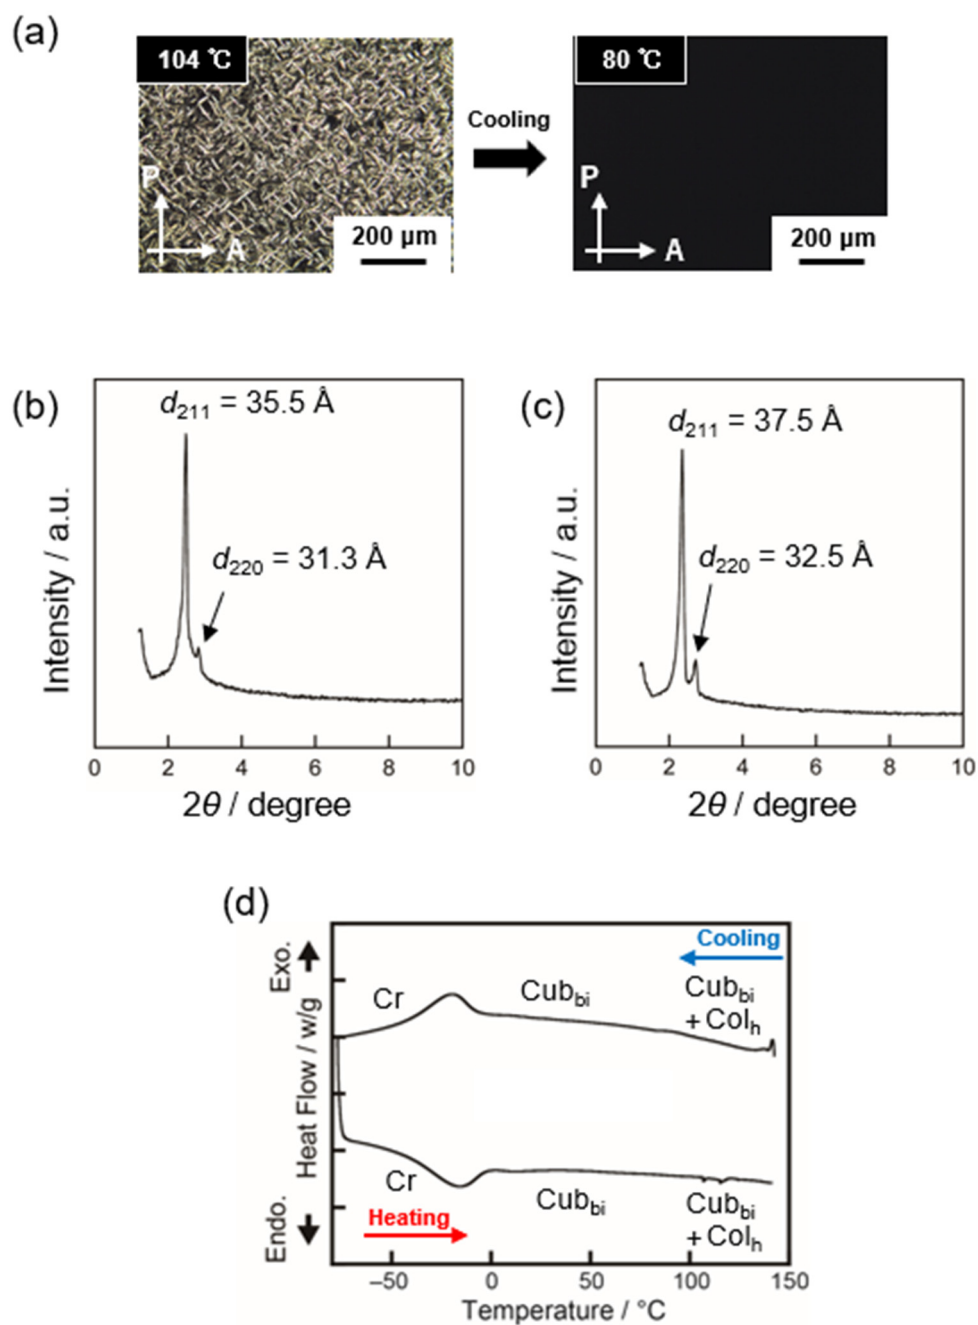 (a)
104 ℃
P
A
200 µm
Cooling
80 ℃
P
A
200 µm
(b)
d211 = 35.5 Å
d220 = 31.3 Å
Intensity / a.u.
0 2 4 6 8 10
2θ / degree
(c)
d211 = 37.5 Å
d220 = 32.5 Å
Intensity / a.u.
0 2 4 6 8 10
2θ / degree
(d)
Exo.
Heat Flow / w/g
Endo.
Cooling
Cr
Cubbi
Cubbi
+ Colh
Cr
Cubbi
Cubbi
+ Colh
Heating
–50 0 50 100 150
Temperature / °C